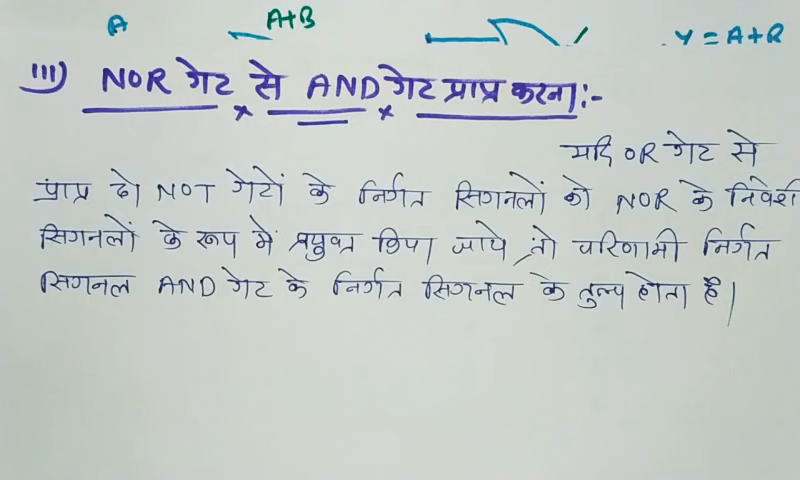 A A+B Y = A+B
III) NOR गेट से AND गेट प्राप्त करना:-
यदि OR गेट से
प्राप्त दो NOT गेटों के निर्गत सिगनलों को NOR के निवेशी
सिगनलों के रूप में प्रयुक्त किया जाये, तो परिणामी निर्गत
सिगनल AND गेट के निर्गत सिगनल के तुल्य होता है।